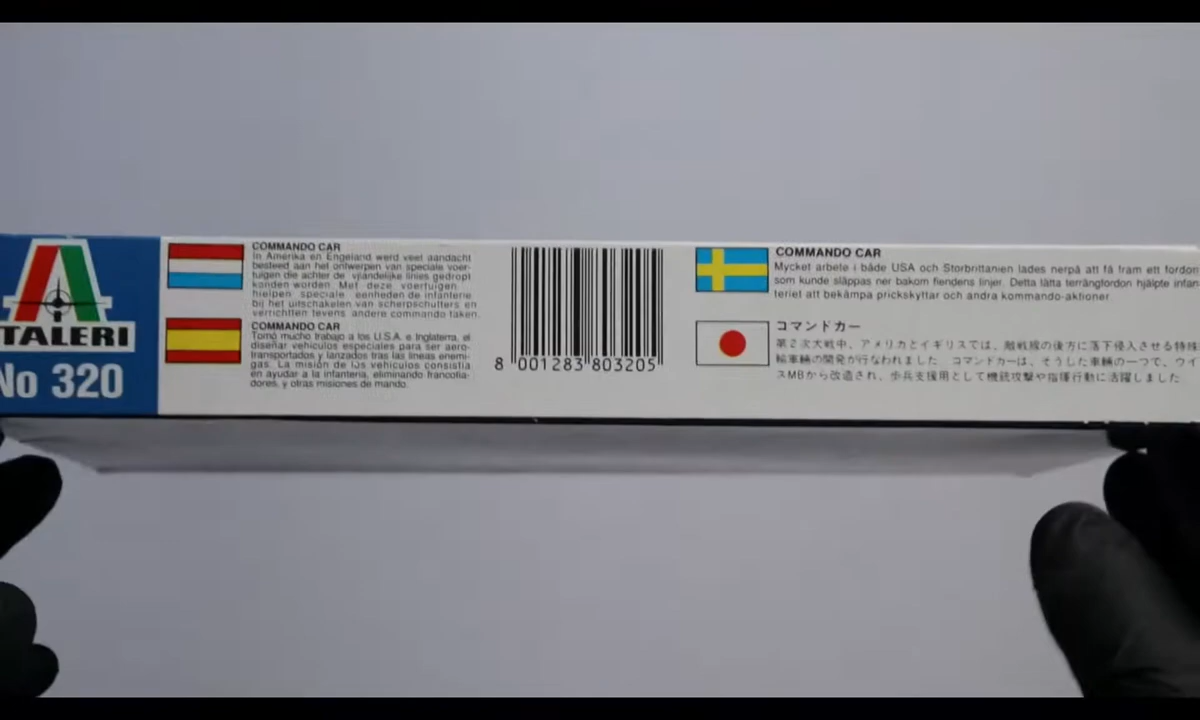 TALERI
No 320
COMMANDO CAR
In Amerika en Engeland werd veel aandacht
besteed aan het ontwerpen van speciale voer-
tuigen die achter de vijandelijke linies gedropt
konden worden. Met deze voertuigen
hielpen speciale eenheden de infanterie
bij het uitschakelen van scherpschutters en
verrichtten tevens andere commando taken.
COMMANDO CAR
Tomó mucho trabajo a los U.S.A. e Inglaterra, el
diseñar vehiculos especiales para ser aero-
transportados y lanzados tras las lineas enemi-
gas. La misión de los vehiculos consistia
en ayudar a la infanteria, eliminando francotia-
dores, y otras misiones de mando.
8 001283 803205
COMMANDO CAR
Mycket arbete i både USA och Storbrittanien lades nerpå att få fram ett fordon
som kunde släppas ner bakom fiendens linjer. Detta lätta terrängfordon hjälpte infan-
teriet att bekämpa prickskyttar och andra kommando-aktioner
コマンドカー
第2次大戦中、アメリカとイギリスでは、敵戦線の後方に落下侵入させる特殊
輪車輛の開発が行なわれました コマンドカーは、そうした車輛の一つで、ウイ
スMBから改造され、歩兵支援用として機銃攻撃や指揮行動に活躍しました